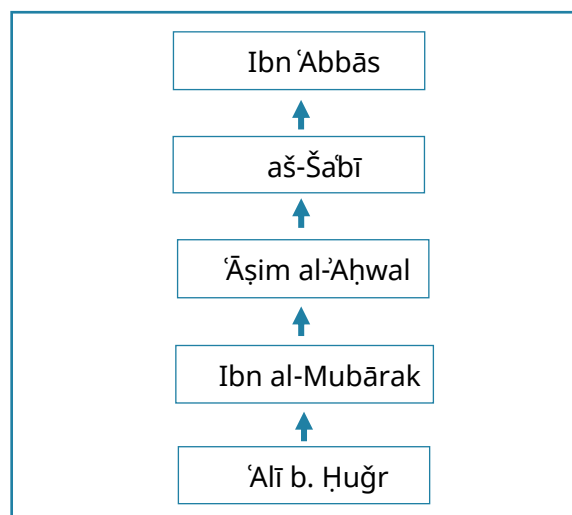 Ibn ʿAbbās
aš-Šaʿbī
ʿĀṣim al-ʾAḥwal
Ibn al-Mubārak
ʿAlī b. Ḥuǧr